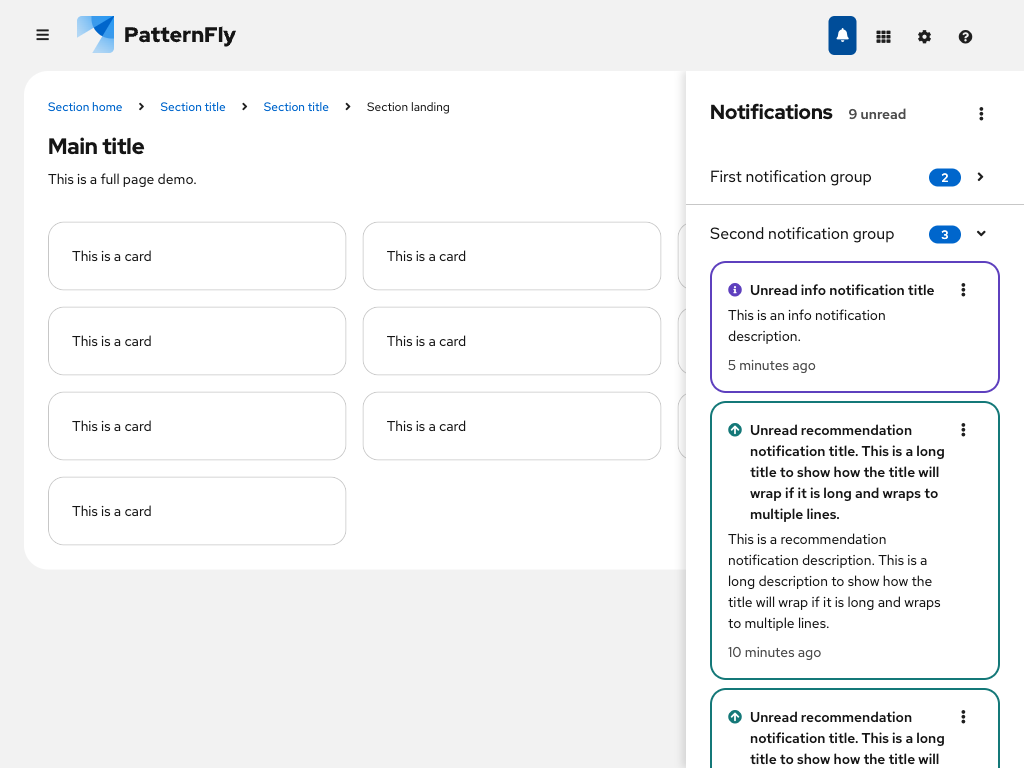 PatternFly
Section home
Section title
Section title
Section landing
Main title
This is a full page demo.
This is a card
This is a card
This is a card
This is a card
This is a card
This is a card
This is a card
Notifications
9 unread
First notification group
2
Second notification group
3
Unread info notification title
This is an info notification
description.
5 minutes ago
Unread recommendation
notification title. This is a long
title to show how the title will
wrap if it is long and wraps to
multiple lines.
This is a recommendation
notification description. This is a
long description to show how the
title will wrap if it is long and wraps
to multiple lines.
10 minutes ago
Unread recommendation
notification title. This is a long
title to show how the title will